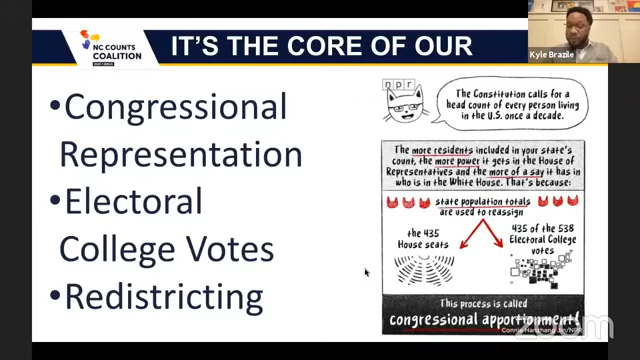 NC COUNTS
COALITION
IT'S THE CORE OF OUR
Kyle Brazile
•Congressional
Representation
•Electoral
College Votes
•Redistricting
npr
The Constitution calls for a
head count of every person living
in the U.S. once a decade.
The more residents included in your state's
count, the more power it gets in the House of
Representatives and the more of a say it has in
who is in the White House. That's because:
state population totals
are used to reassign
the 435
House seats
435 of the 538
Electoral College
votes
This process is called
congressional apportionment!
Connie Hanzhang Jin/NPR
zoom